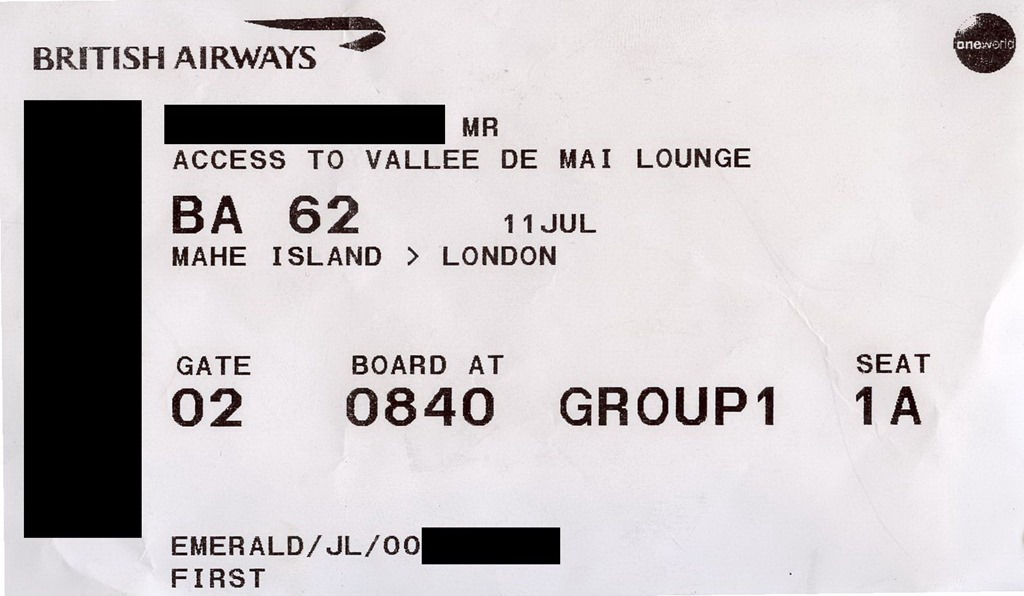 BRITISH AIRWAYS
oneworld
MR
ACCESS TO VALLEE DE MAI LOUNGE
BA 62 11JUL
MAHE ISLAND > LONDON
GATE BOARD AT SEAT
02 0840 GROUP1 1A
EMERALD/JL/00
FIRST